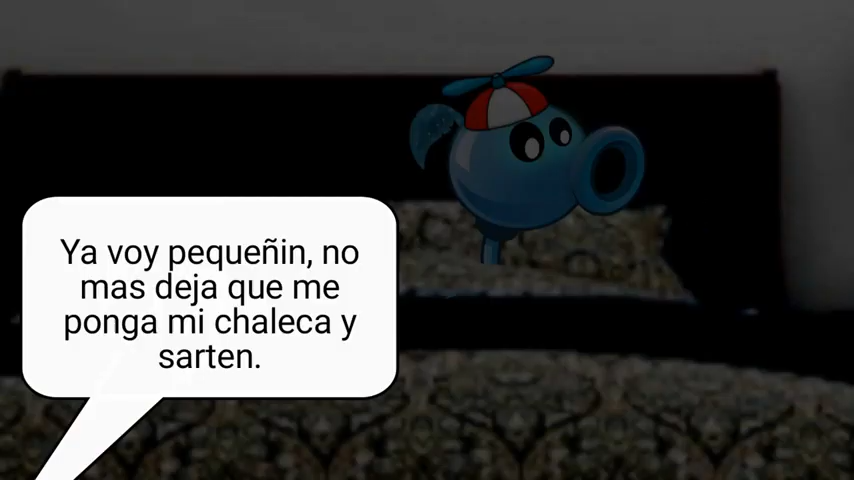 Ya voy pequeñin, no
mas deja que me
ponga mi chaleca y
sarten.